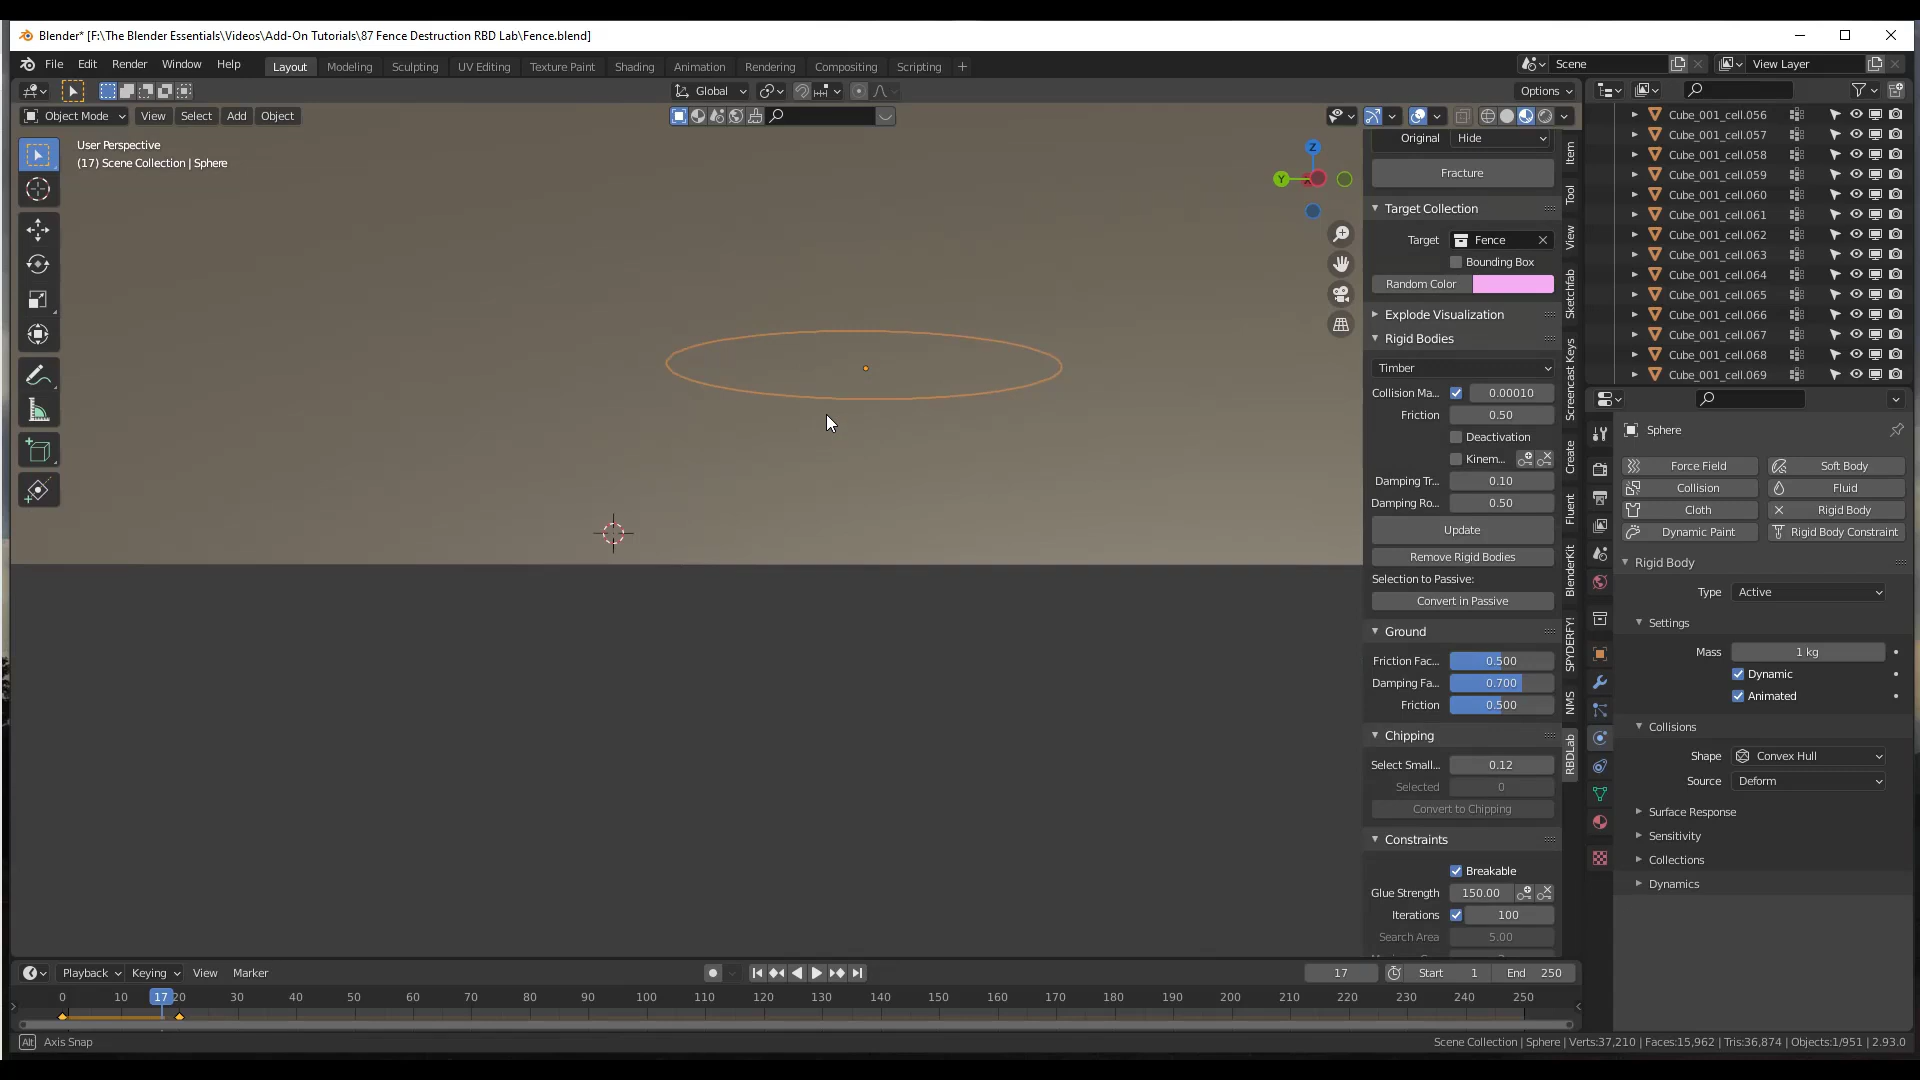 Blender* [F:\The Blender Essentials\Videos\Add-On Tutorials\87 Fence Destruction RBD Lab\Fence.blend]
File Edit Render Window Help Layout Modeling Sculpting UV Editing Texture Paint Shading Animation Rendering Compositing Scripting + Scene View Layer
Global Options
Object Mode View Select Add Object
User Perspective
(17) Scene Collection | Sphere
Z
Y
Original Hide
Fracture
Target Collection
Target Fence
Bounding Box
Random Color
Explode Visualization
Rigid Bodies
Timber
Collision Ma... 0.00010
Friction 0.50
Deactivation
Kinem...
Damping Tr... 0.10
Damping Ro... 0.50
Update
Remove Rigid Bodies
Selection to Passive:
Convert in Passive
Ground
Friction Fac... 0.500
Damping Fa... 0.700
Friction 0.500
Chipping
Select Small... 0.12
Selected 0
Convert to Chipping
Constraints
Breakable
Glue Strength 150.00
Iterations 100
Search Area 5.00
Item
Tool
View
Sketchfab
Screencast Keys
Create
Fluent
BlenderKit
SPYDERFY!
NMS
RBDLab
Cube_001_cell.056
Cube_001_cell.057
Cube_001_cell.058
Cube_001_cell.059
Cube_001_cell.060
Cube_001_cell.061
Cube_001_cell.062
Cube_001_cell.063
Cube_001_cell.064
Cube_001_cell.065
Cube_001_cell.066
Cube_001_cell.067
Cube_001_cell.068
Cube_001_cell.069
Sphere
Force Field Soft Body
Collision Fluid
Cloth Rigid Body
Dynamic Paint Rigid Body Constraint
Rigid Body
Type Active
Settings
Mass 1 kg
Dynamic
Animated
Collisions
Shape Convex Hull
Source Deform
Surface Response
Sensitivity
Collections
Dynamics
Playback Keying View Marker 17 Start 1 End 250
0 10 17 20 30 40 50 60 70 80 90 100 110 120 130 140 150 160 170 180 190 200 210 220 230 240 250
Alt Axis Snap
Scene Collection | Sphere | Verts:37,210 | Faces:15,962 | Tris:36,874 | Objects:1/951 | 2.93.0